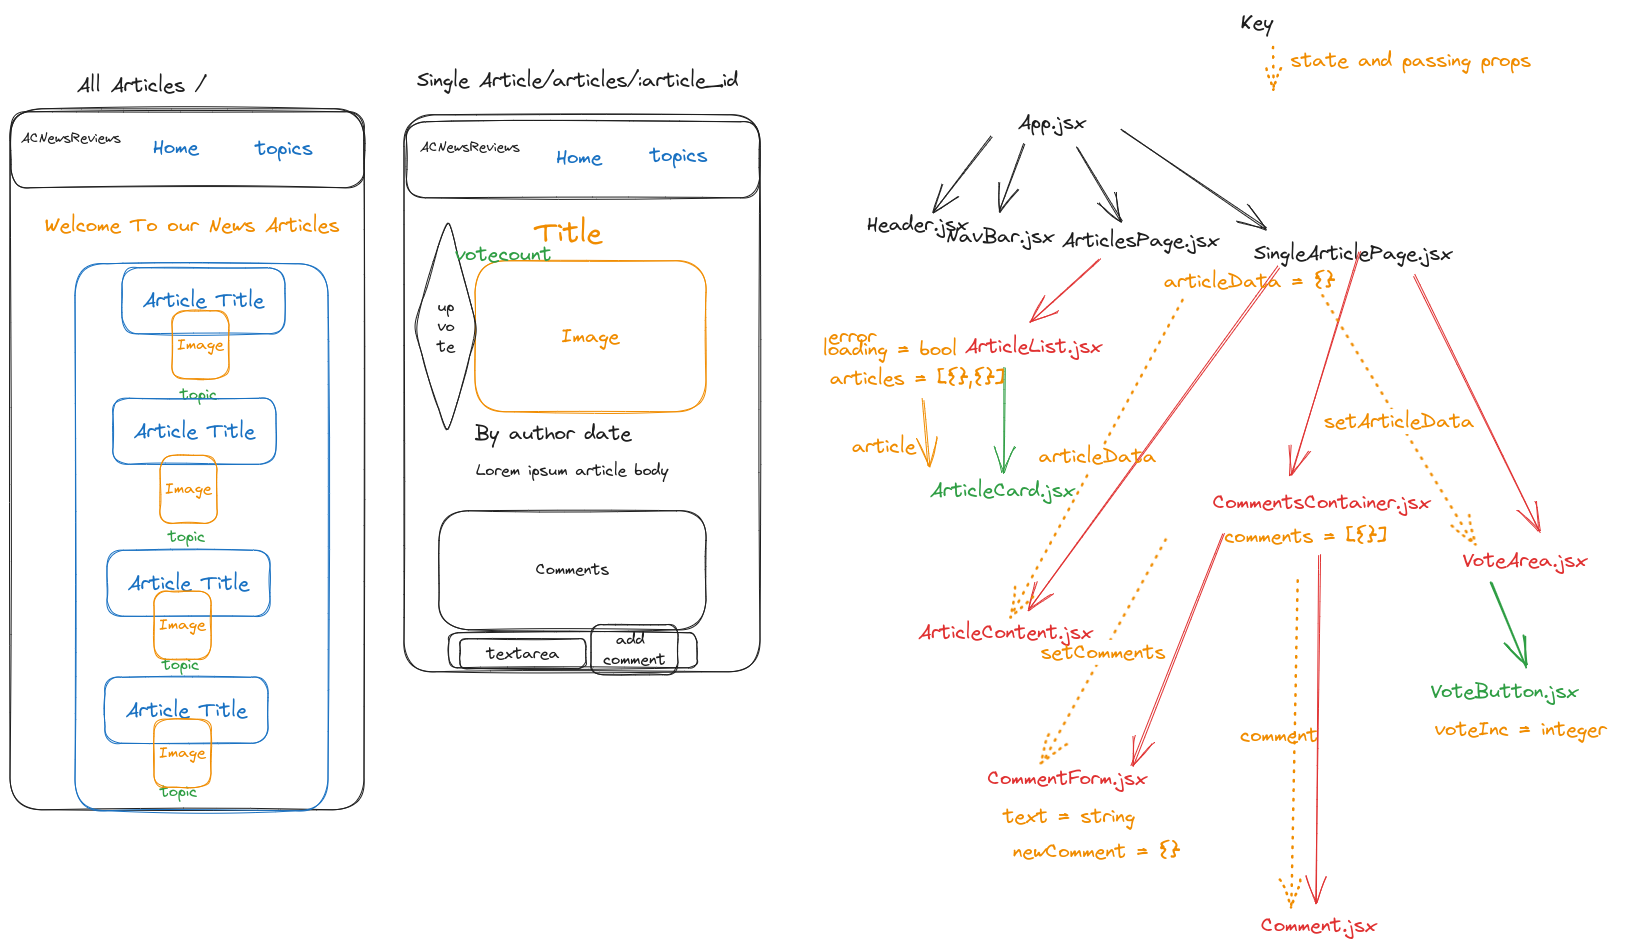 All Articles /
ACNewsReviews
Home
topics
Welcome To our News Articles
Article Title
Image
topic
Article Title
Image
topic
Article Title
Image
topic
Article Title
Image
topic
Single Article/articles/:article_id
ACNewsReviews
Home
topics
Title
votecount
up
vo
te
Image
By author date
Lorem ipsum article body
Comments
textarea
add
comment
Key
state and passing props
App.jsx
Header.jsx
NavBar.jsx
ArticlesPage.jsx
SingleArticlePage.jsx
articleData = {}
error
loading = bool
ArticleList.jsx
articles = [{},{}]
setArticleData
article
articleData
ArticleCard.jsx
CommentsContainer.jsx
comments = [{}]
VoteArea.jsx
ArticleContent.jsx
setComments
VoteButton.jsx
voteInc = integer
comment
CommentForm.jsx
text = string
newComment = {}
Comment.jsx